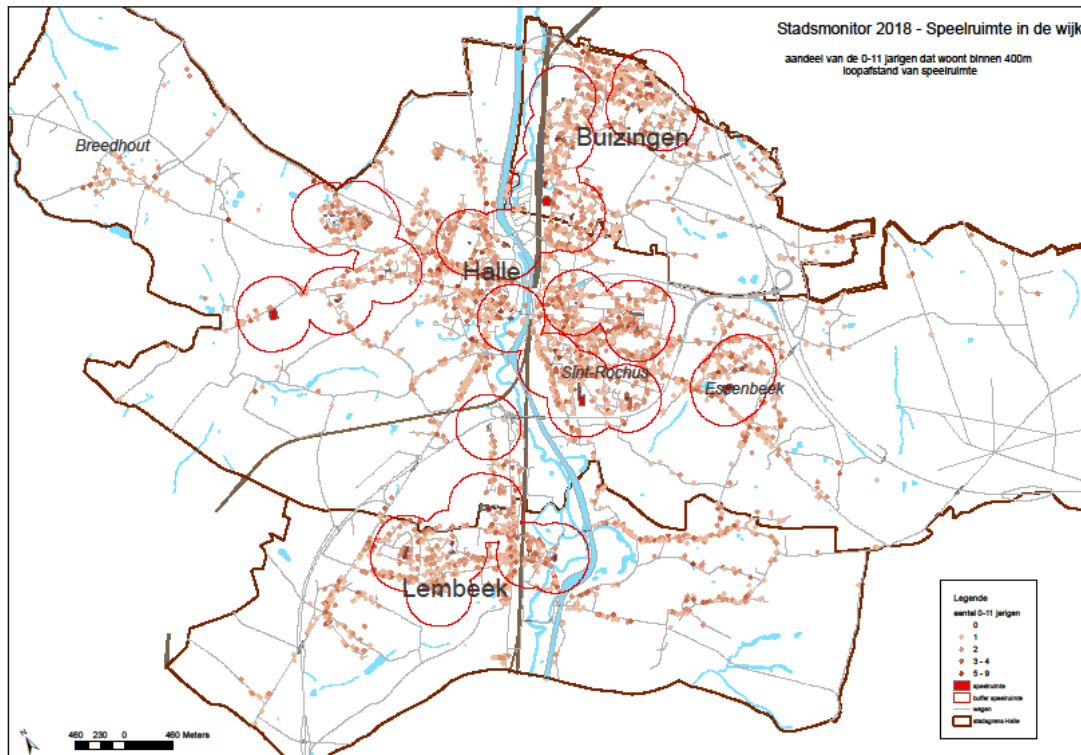 Stadsmonitor 2018 - Speelruimte in de wijk
aandeel van de 0-11 jarigen dat woont binnen 400m
loopafstand van speelruimte
Breedhout
Buizingen
Halle
Sint-Rochus
Essenbeek
Lembeek
Legende
aantal 0-11 jarigen
0
1
2
3 - 4
5 - 9
speelruimte
buffer speelruimte
wegen
stadsgrens Halle
460 230 0 460 Meters
N